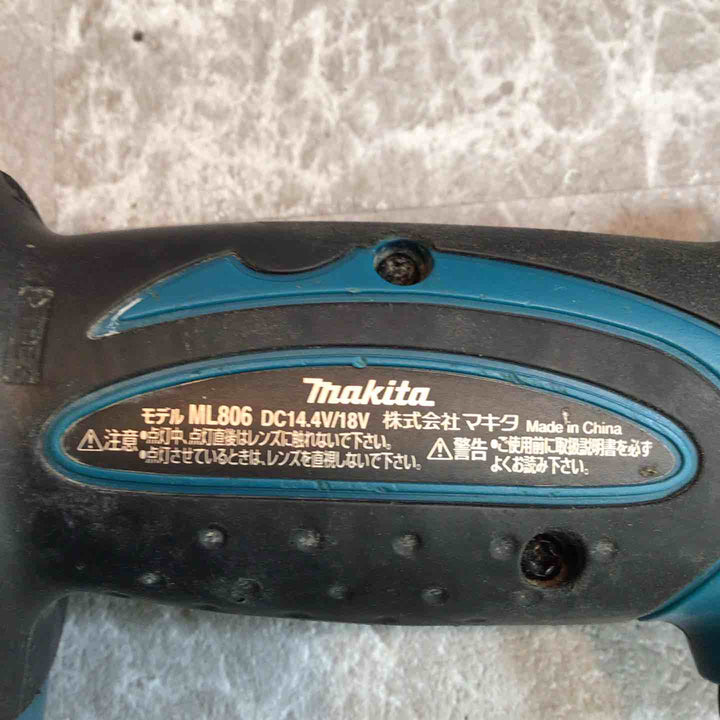 makita
モデル ML806 DC14.4V/18V 株式会社 マキタ Made in China
注意 •点灯中、点灯直後はレンズに触れないで下さい。
•点灯させているときは、レンズを直視しないで下さい。
警告 •ご使用前に取扱説明書を必ず
よくお読み下さい。